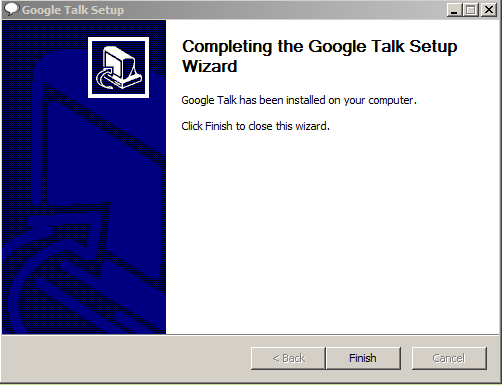 Google Talk Setup
Completing the Google Talk Setup
Wizard
Google Talk has been installed on your computer.
Click Finish to close this wizard.
< Back
Finish
Cancel